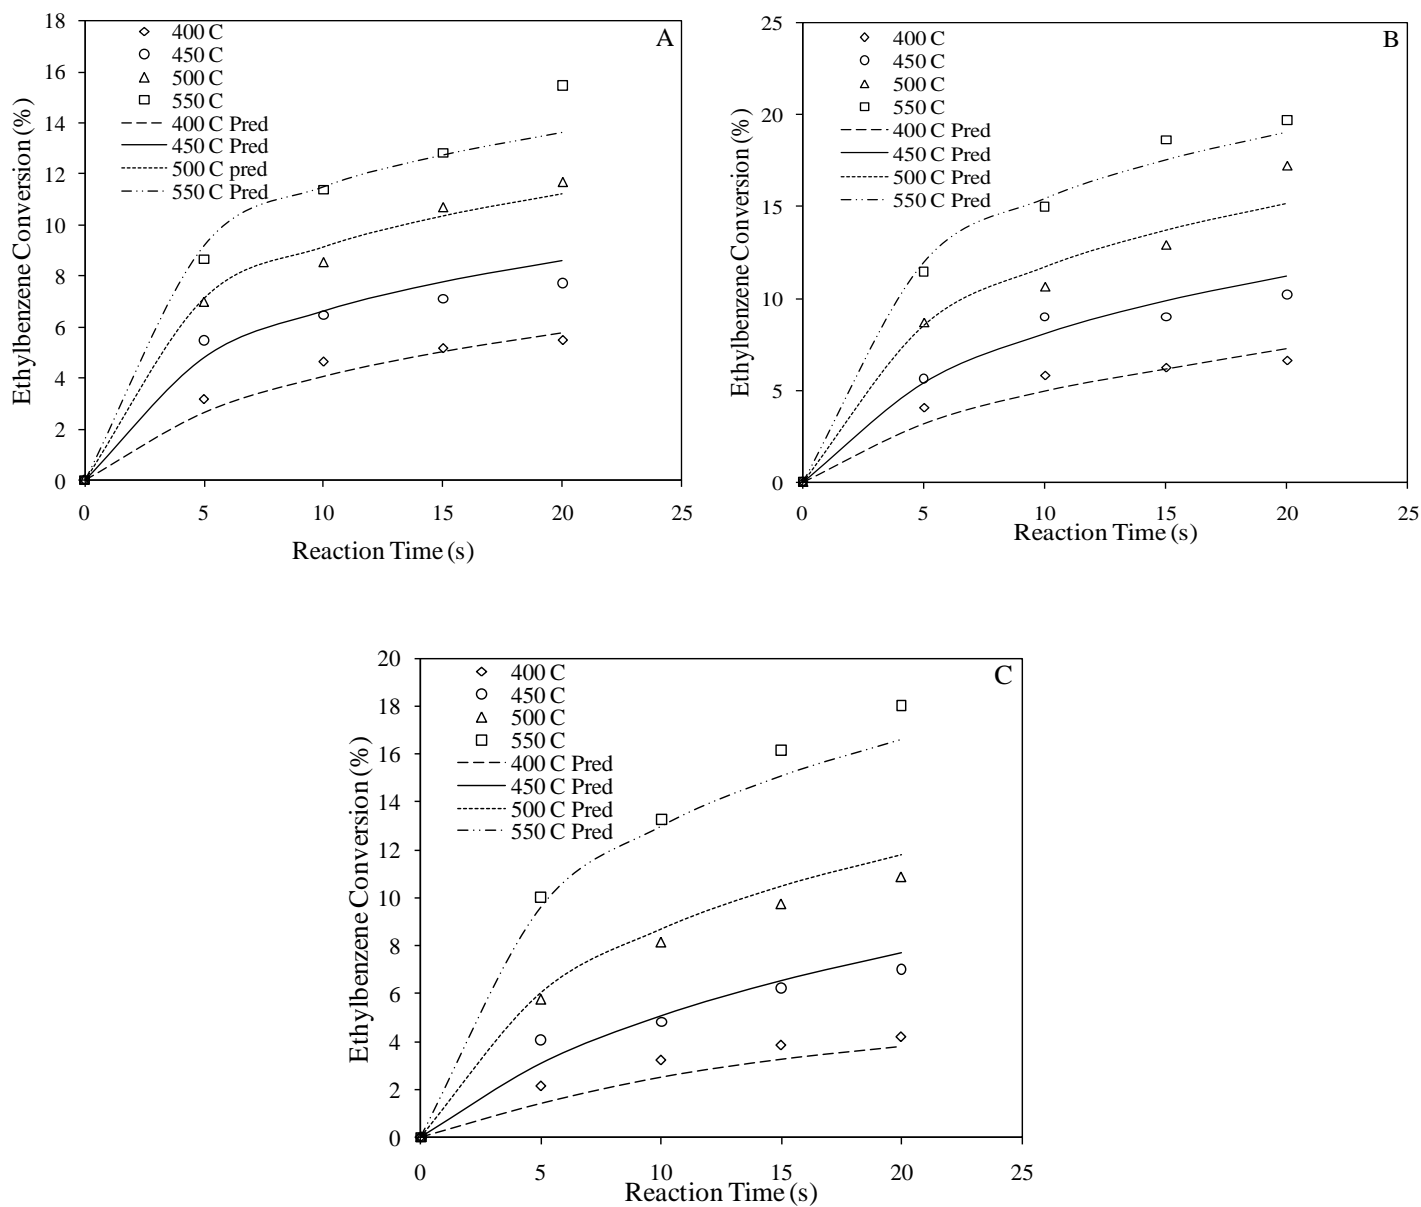 A
18
16
14
12
10
8
6
4
2
0
Ethylbenzene Conversion (%)
400 C
450 C
500 C
550 C
400 C Pred
450 C Pred
500 C pred
550 C Pred
0 5 10 15 20 25
Reaction Time (s)
B
25
20
15
10
5
0
Ethylbenzene Conversion (%)
400 C
450 C
500 C
550 C
400 C Pred
450 C Pred
500 C Pred
550 C Pred
0 5 10 15 20 25
Reaction Time (s)
C
20
18
16
14
12
10
8
6
4
2
0
Ethylbenzene Conversion (%)
400 C
450 C
500 C
550 C
400 C Pred
450 C Pred
500 C Pred
550 C Pred
0 5 10 15 20 25
Reaction Time (s)